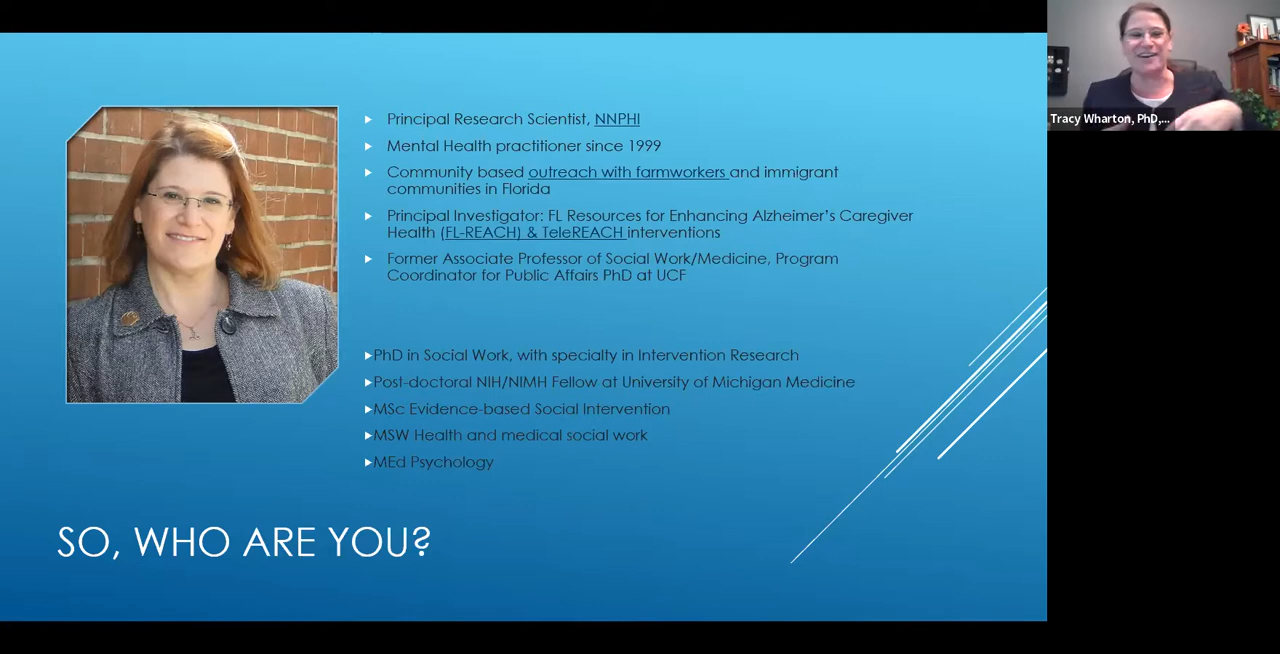 Tracy Wharton, PhD,...
Principal Research Scientist, NNPHI
Mental Health practitioner since 1999
Community based outreach with farmworkers and immigrant
communities in Florida
Principal Investigator: FL Resources for Enhancing Alzheimer's Caregiver
Health (FL-REACH) & TeleREACH interventions
Former Associate Professor of Social Work/Medicine, Program
Coordinator for Public Affairs PhD at UCF
PhD in Social Work, with specialty in Intervention Research
Post-doctoral NIH/NIMH Fellow at University of Michigan Medicine
MSc Evidence-based Social Intervention
MSW Health and medical social work
MEd Psychology
SO, WHO ARE YOU?